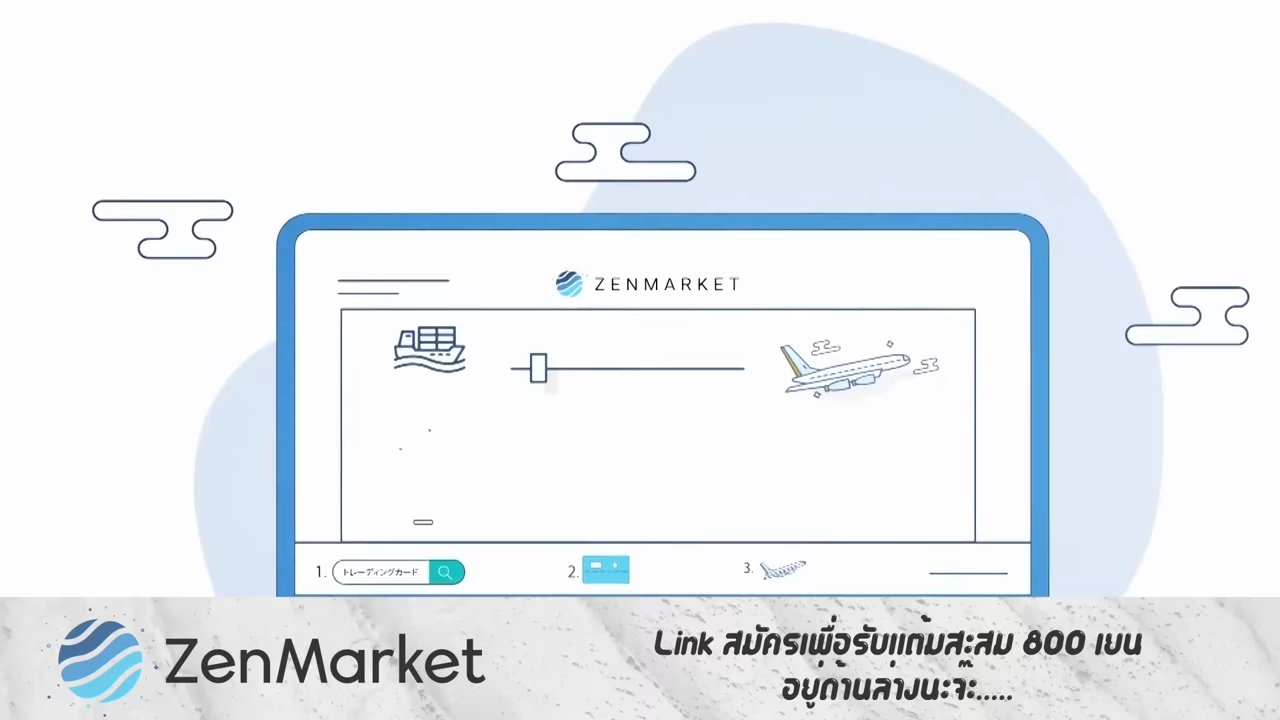 ZENMARKET
1. トレーディングカード
2.
3.
ZenMarket
Link สมัครเพื่อรับแต้มสะสม 800 เยน
อยู่ด้านล่างนะจ๊ะ.....